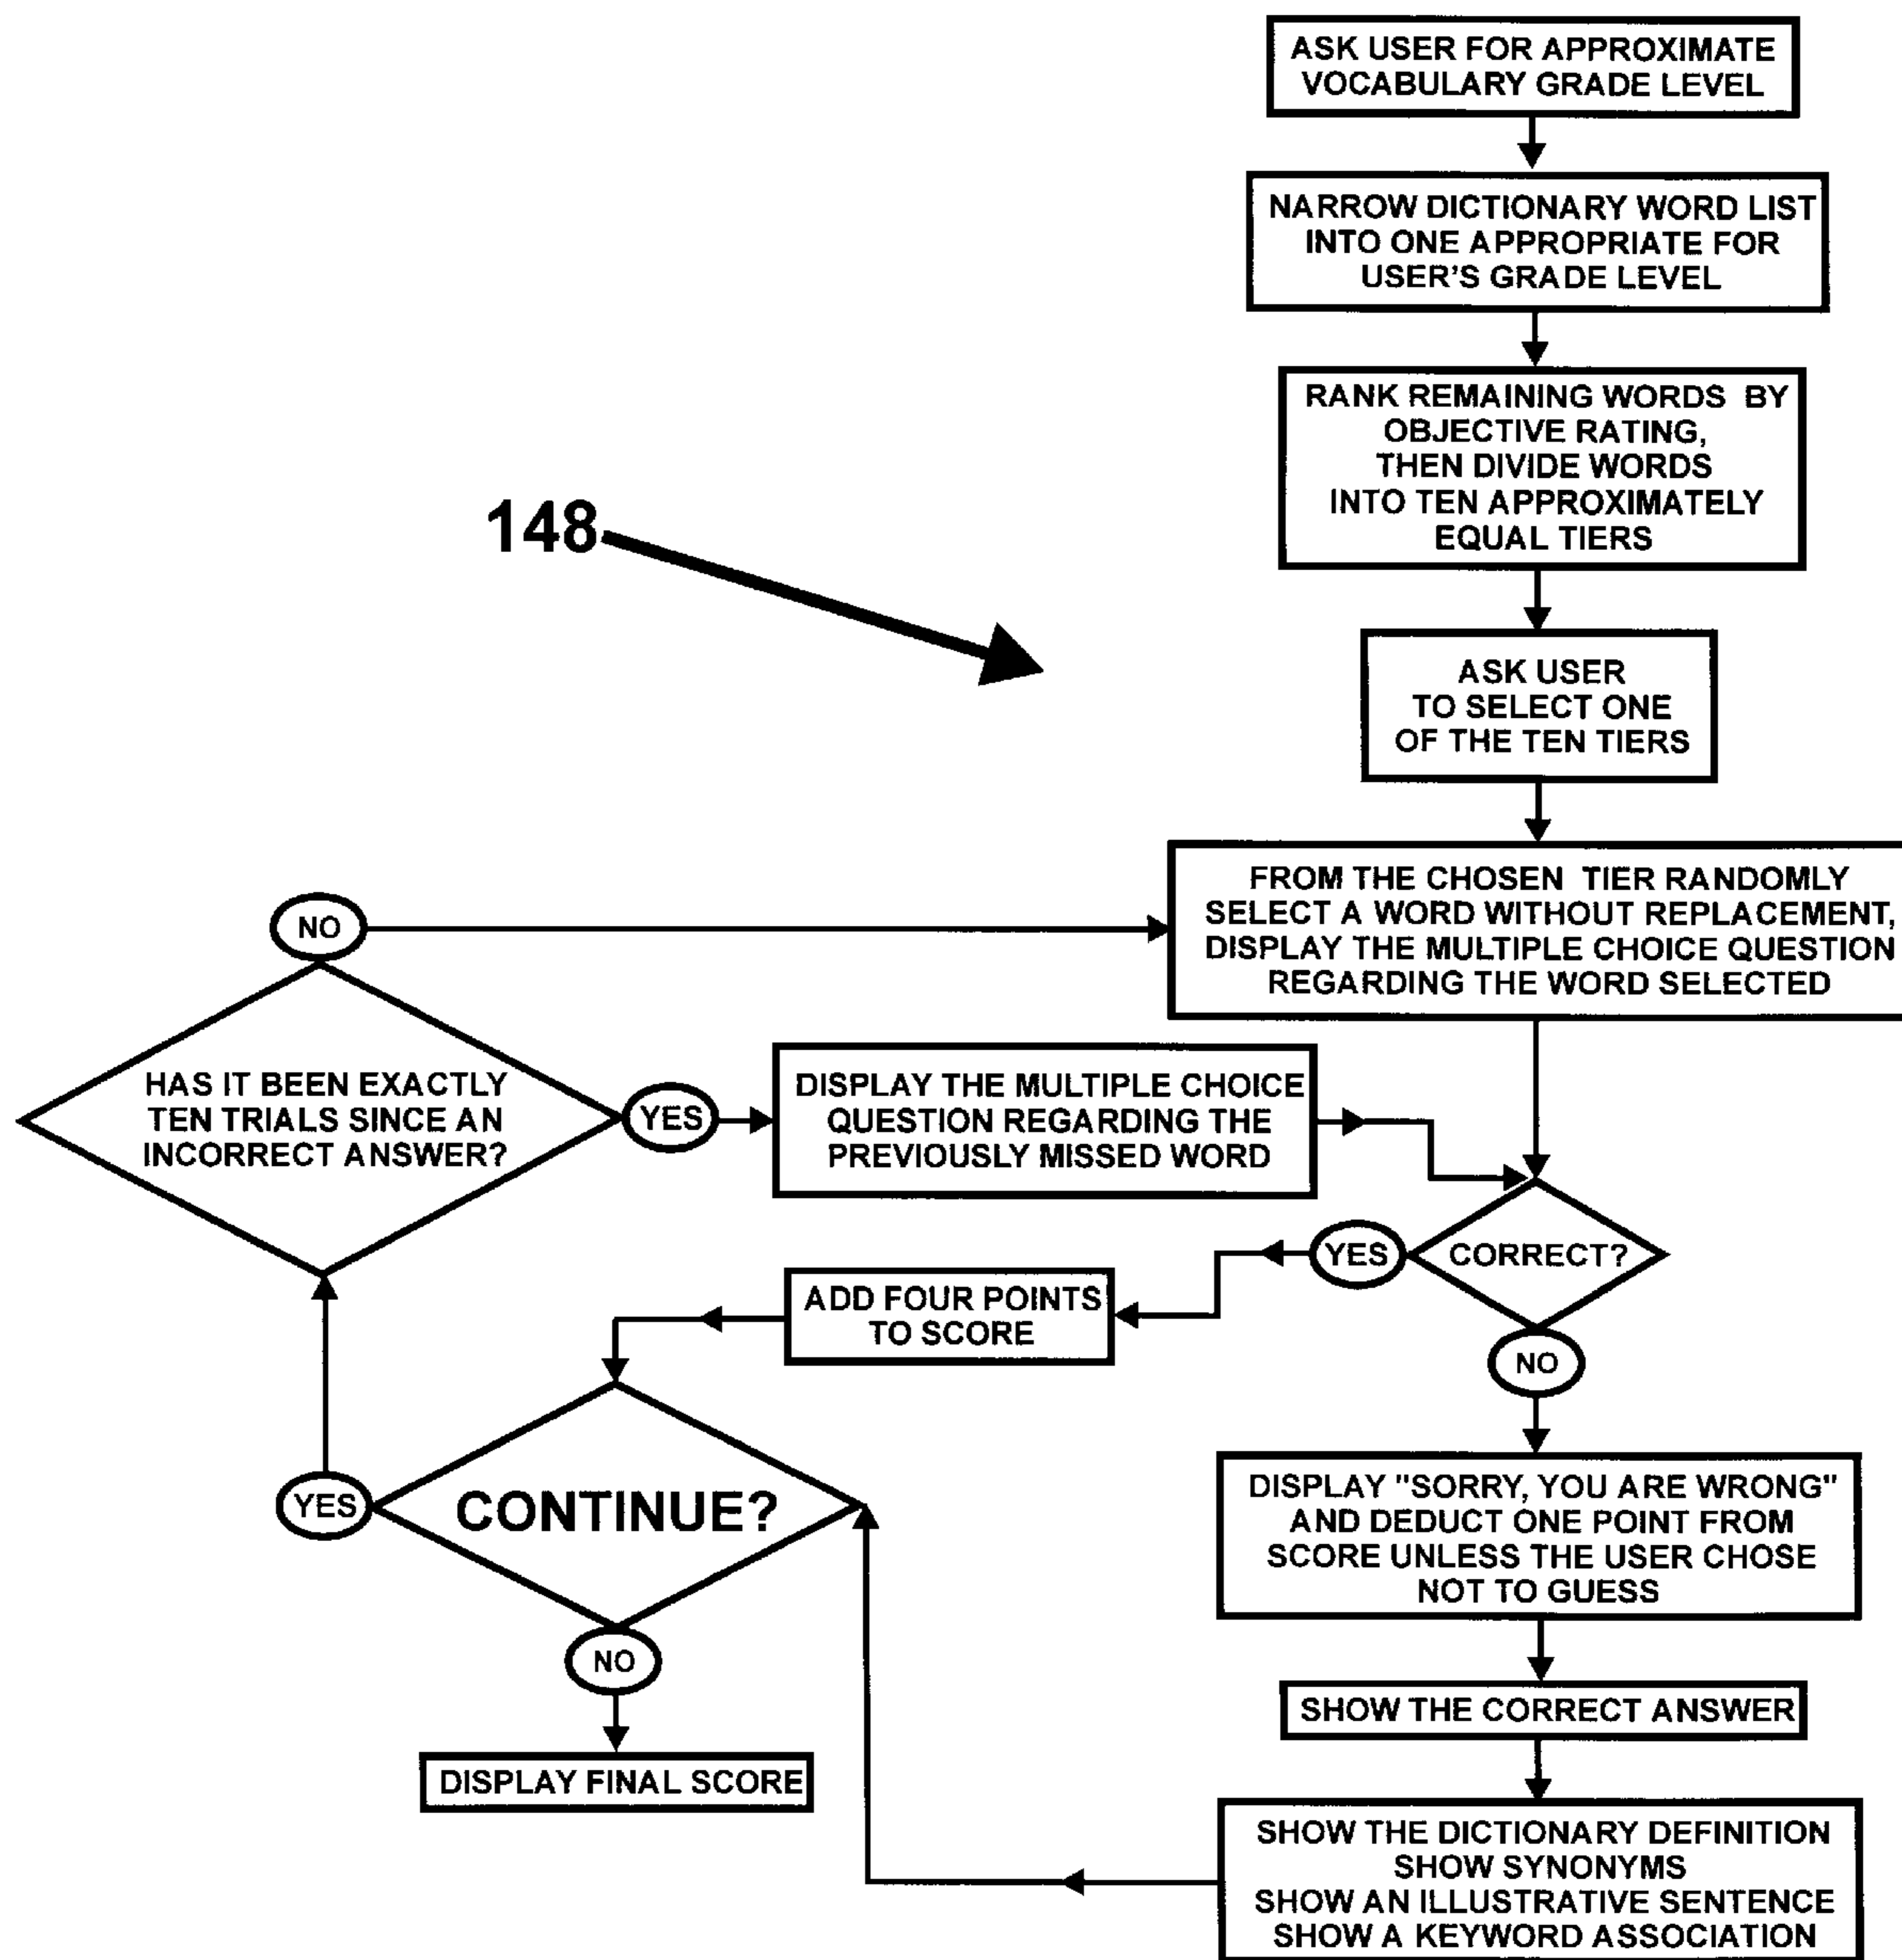 ASK USER FOR APPROXIMATE
VOCABULARY GRADE LEVEL
NARROW DICTIONARY WORD LIST
INTO ONE APPROPRIATE FOR
USER'S GRADE LEVEL
RANK REMAINING WORDS BY
OBJECTIVE RATING,
THEN DIVIDE WORDS
INTO TEN APPROXIMATELY
EQUAL TIERS
148
ASK USER
TO SELECT ONE
OF THE TEN TIERS
FROM THE CHOSEN TIER RANDOMLY
SELECT A WORD WITHOUT REPLACEMENT,
DISPLAY THE MULTIPLE CHOICE QUESTION
REGARDING THE WORD SELECTED
NO
HAS IT BEEN EXACTLY
TEN TRIALS SINCE AN
INCORRECT ANSWER?
YES
DISPLAY THE MULTIPLE CHOICE
QUESTION REGARDING THE
PREVIOUSLY MISSED WORD
CORRECT?
YES
ADD FOUR POINTS
TO SCORE
NO
CONTINUE?
YES
DISPLAY "SORRY, YOU ARE WRONG"
AND DEDUCT ONE POINT FROM
SCORE UNLESS THE USER CHOSE
NOT TO GUESS
NO
SHOW THE CORRECT ANSWER
DISPLAY FINAL SCORE
SHOW THE DICTIONARY DEFINITION
SHOW SYNONYMS
SHOW AN ILLUSTRATIVE SENTENCE
SHOW A KEYWORD ASSOCIATION